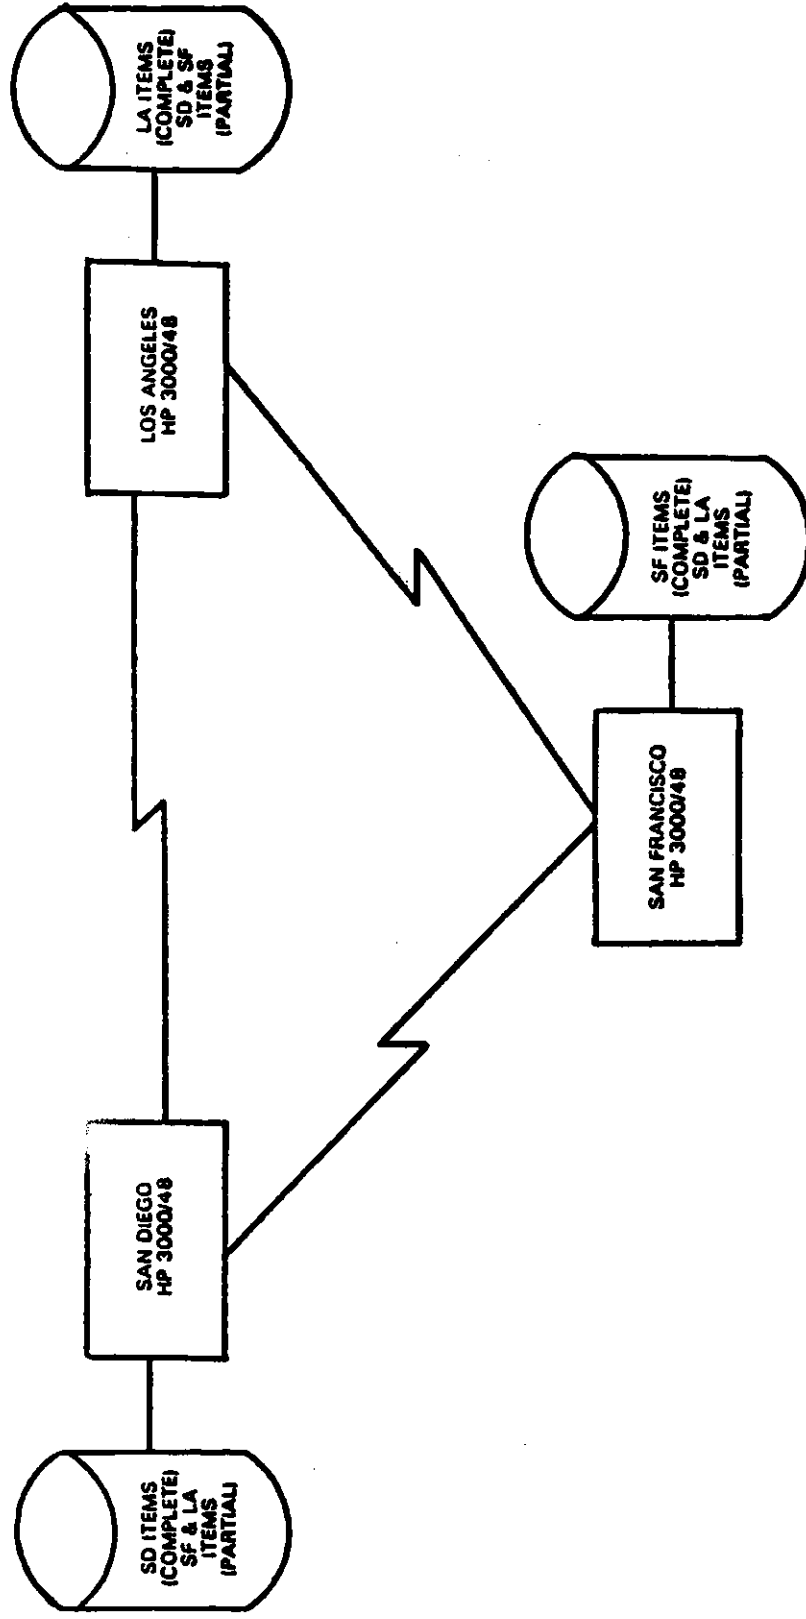 SD ITEMS
(COMPLETE)
SF & LA
ITEMS
(PARTIAL)
SAN DIEGO
HP 3000/48
LOS ANGELES
HP 3000/48
LA ITEMS
(COMPLETE)
SD & SF
ITEMS
(PARTIAL)
SAN FRANCISCO
HP 3000/48
SF ITEMS
(COMPLETE)
SD & LA
ITEMS
(PARTIAL)